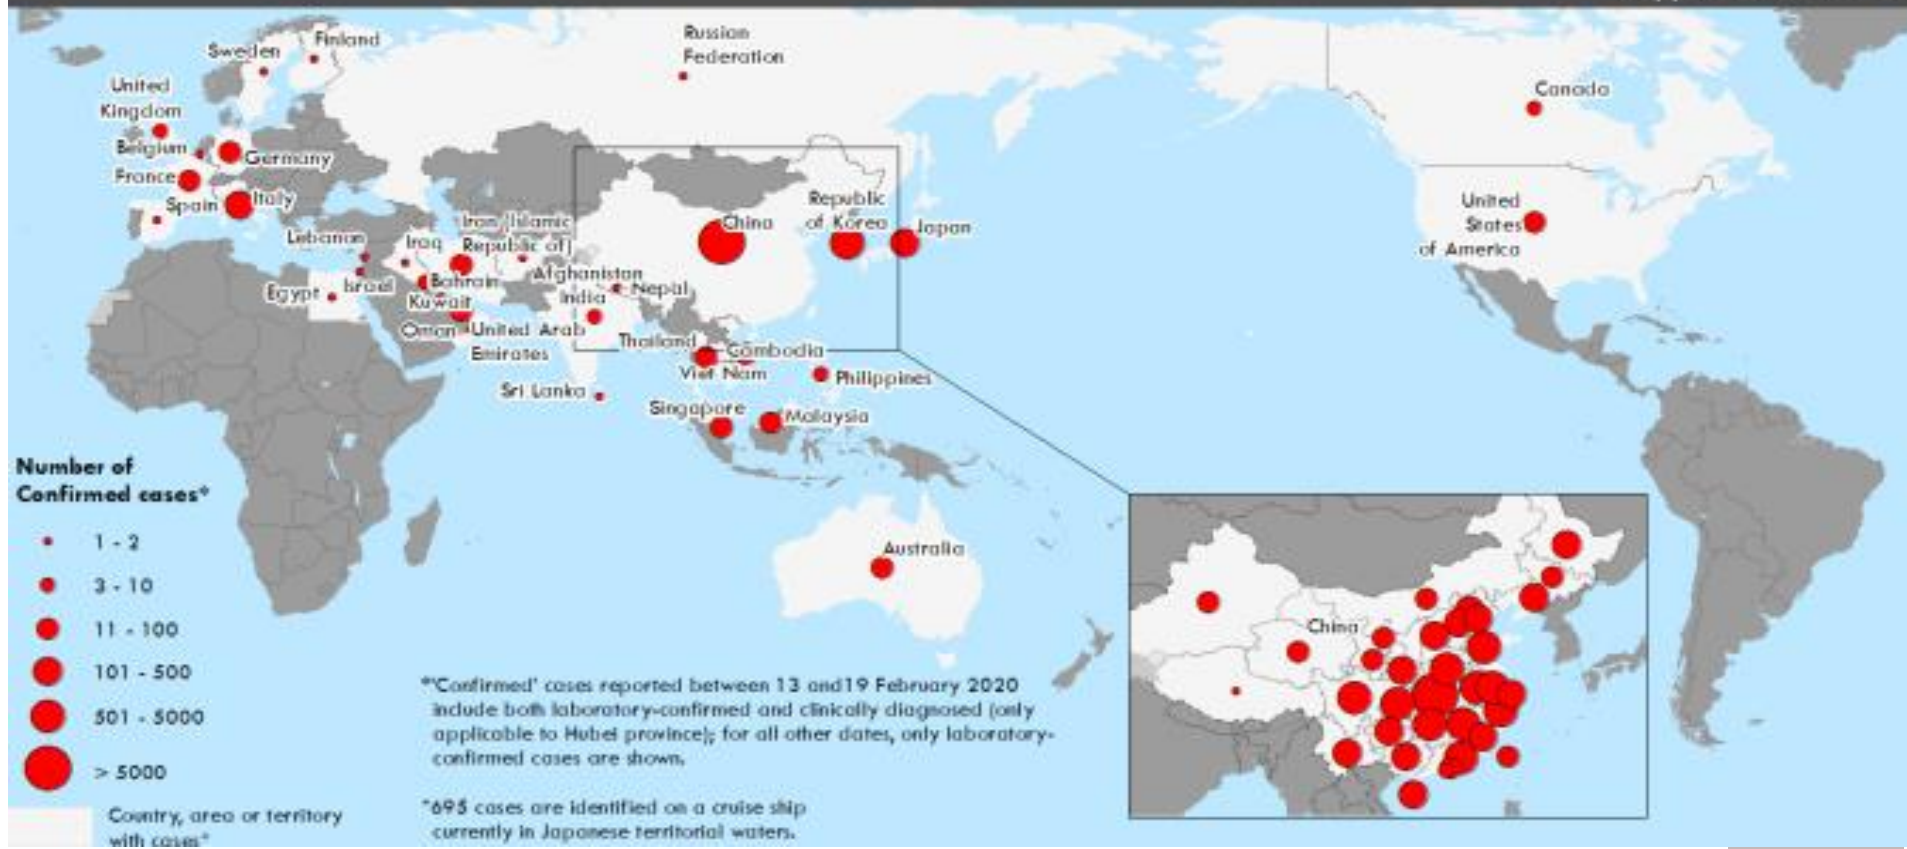 Sweden
Finland
Russian
Federation
United
Kingdom
Canada
Belgium
Germany
France
Spain
Italy
Republic
of Korea
China
Japan
United
States
of America
Lebanon
Iraq
Iran (Islamic
Republic of)
Afghanistan
Israel
Bahrain
Nepal
Egypt
Kuwait
India
Oman
United Arab
Emirates
Thailand
Cambodia
Viet Nam
Philippines
Sri Lanka
Singapore
Malaysia
Australia
Number of
Confirmed cases*
1 - 2
3 - 10
11 - 100
101 - 500
501 - 5000
> 5000
Country, area or territory
with cases*
*'Confirmed' cases reported between 13 and19 February 2020
include both laboratory-confirmed and clinically diagnosed (only
applicable to Hubei province); for all other dates, only laboratory-
confirmed cases are shown.
*695 cases are identified on a cruise ship
currently in Japanese territorial waters.
China